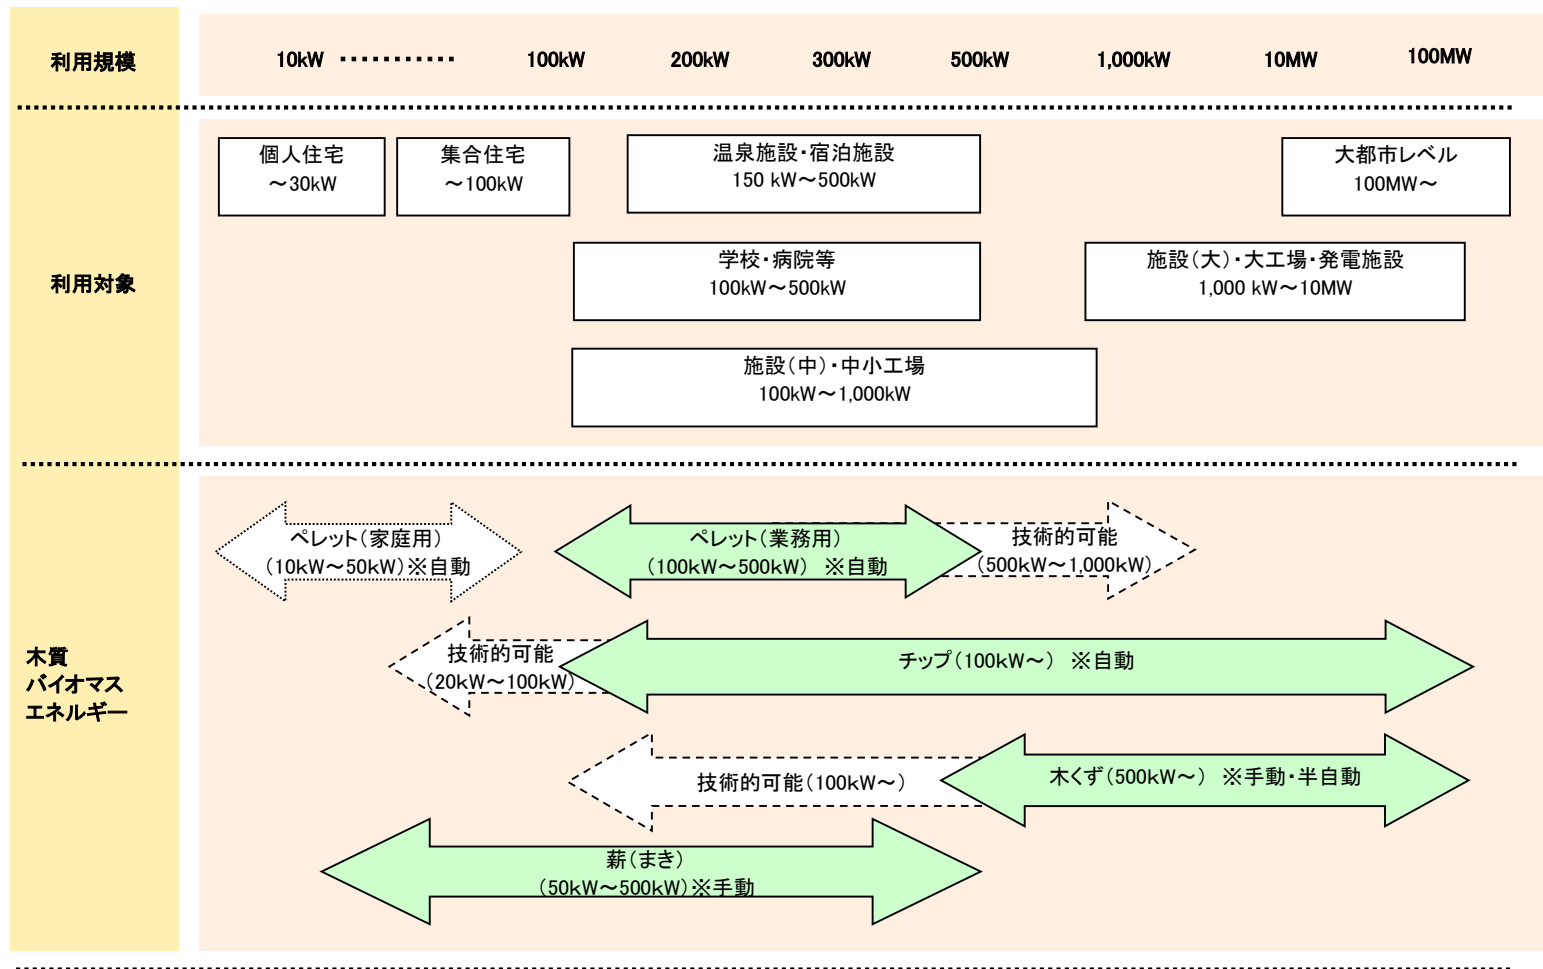 利用規模
10kW ・・・・・・・・・・・ 100kW 200kW 300kW 500kW 1,000kW 10MW 100MW
利用対象
個人住宅
～30kW
集合住宅
～100kW
温泉施設・宿泊施設
150 kW～500kW
大都市レベル
100MW～
学校・病院等
100kW～500kW
施設（大）・大工場・発電施設
1,000 kW～10MW
施設（中）・中小工場
100kW～1,000kW
木質
バイオマス
エネルギー
ペレット（家庭用）
（10kW～50kW）※自動
ペレット（業務用）
（100kW～500kW） ※自動
技術的可能
（500kW～1,000kW）
技術的可能
（20kW～100kW）
チップ（100kW～） ※自動
技術的可能（100kW～）
木くず（500kW～） ※手動・半自動
薪（まき）
（50kW～500kW）※手動